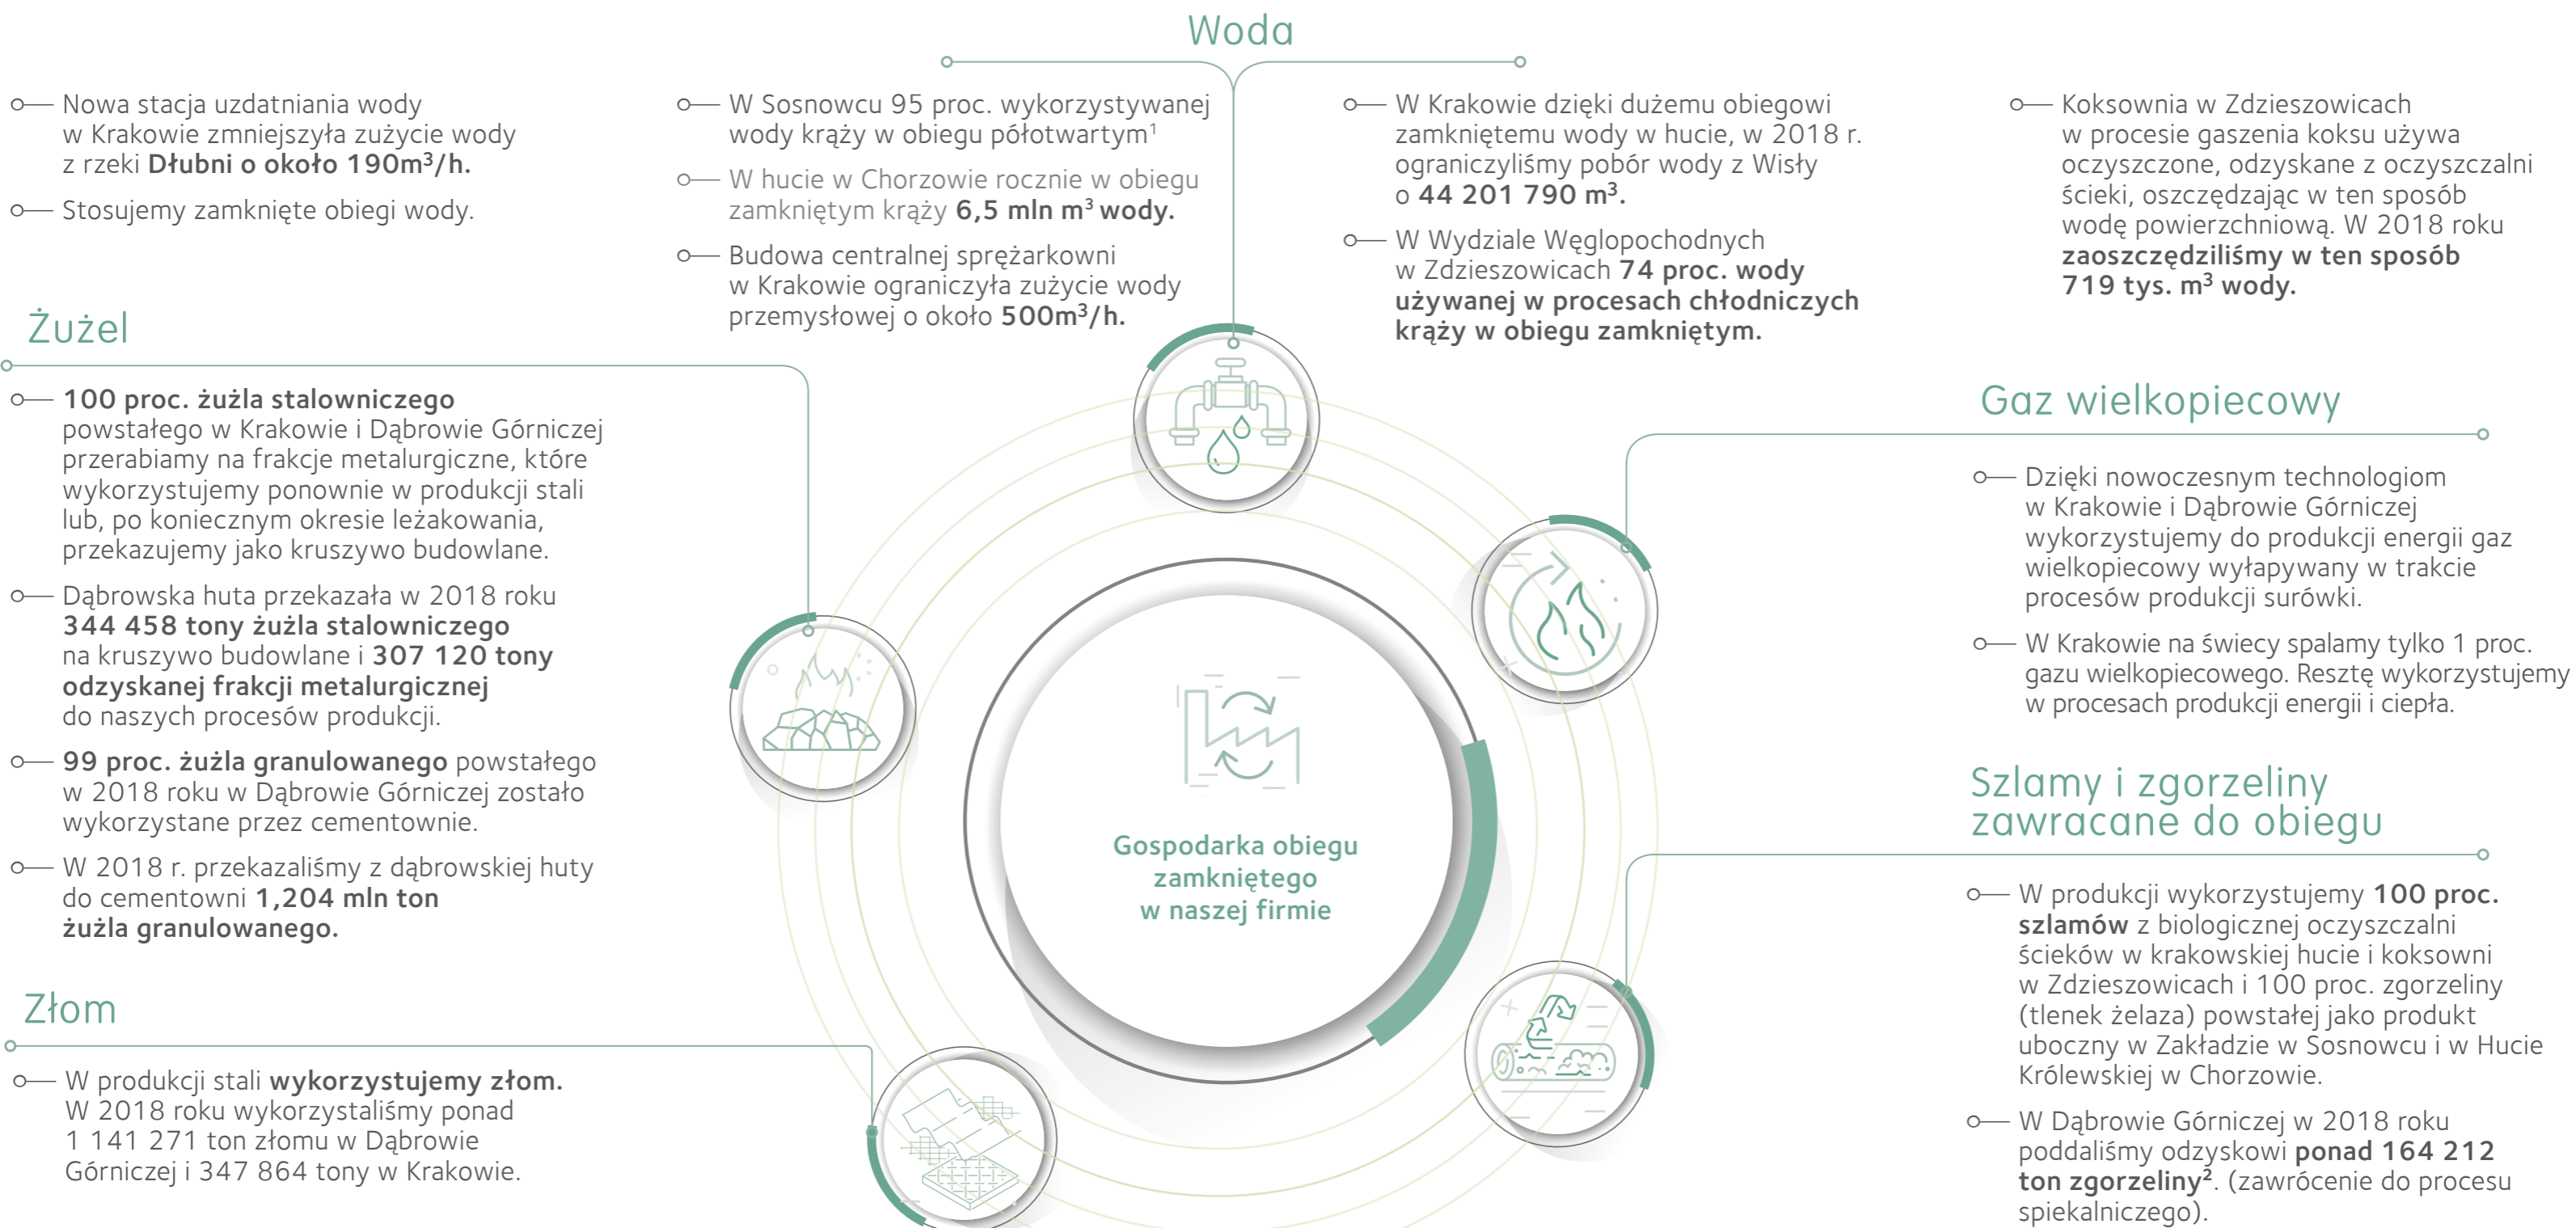 Woda
Nowa stacja uzdatniania wody
w Krakowie zmniejszyła zużycie wody
z rzeki Dłubni o około 190m³/h.
Stosujemy zamknięte obiegi wody.
W Sosnowcu 95 proc. wykorzystywanej
wody krąży w obiegu półotwartym¹
W hucie w Chorzowie rocznie w obiegu
zamkniętym krąży 6,5 mln m³ wody.
Budowa centralnej sprężarkowni
w Krakowie ograniczyła zużycie wody
przemysłowej o około 500m³/h.
W Krakowie dzięki dużemu obiegowi
zamkniętemu wody w hucie, w 2018 r.
ograniczyliśmy pobór wody z Wisły
o 44 201 790 m³.
W Wydziale Węglopochodnych
w Zdzieszowicach 74 proc. wody
używanej w procesach chłodniczych
krąży w obiegu zamkniętym.
Koksownia w Zdzieszowicach
w procesie gaszenia koksu używa
oczyszczone, odzyskane z oczyszczalni
ścieki, oszczędzając w ten sposób
wodę powierzchniową. W 2018 roku
zaoszczędziliśmy w ten sposób
719 tys. m³ wody.
Żużel
100 proc. żużla stalowniczego
powstałego w Krakowie i Dąbrowie Górniczej
przerabiamy na frakcje metalurgiczne, które
wykorzystujemy ponownie w produkcji stali
lub, po koniecznym okresie leżakowania,
przekazujemy jako kruszywo budowlane.
Dąbrowska huta przekazała w 2018 roku
344 458 tony żużla stalowniczego
na kruszywo budowlane i 307 120 tony
odzyskanej frakcji metalurgicznej
do naszych procesów produkcji.
99 proc. żużla granulowanego powstałego
w 2018 roku w Dąbrowie Górniczej zostało
wykorzystane przez cementownie.
W 2018 r. przekazaliśmy z dąbrowskiej huty
do cementowni 1,204 mln ton
żużla granulowanego.
Złom
W produkcji stali wykorzystujemy złom.
W 2018 roku wykorzystaliśmy ponad
1 141 271 ton złomu w Dąbrowie
Górniczej i 347 864 tony w Krakowie.
Gospodarka obiegu
zamkniętego
w naszej firmie
Gaz wielkopiecowy
Dzięki nowoczesnym technologiom
w Krakowie i Dąbrowie Górniczej
wykorzystujemy do produkcji energii gaz
wielkopiecowy wyłapywany w trakcie
procesów produkcji surówki.
W Krakowie na świecy spalamy tylko 1 proc.
gazu wielkopiecowego. Resztę wykorzystujemy
w procesach produkcji energii i ciepła.
Szlamy i zgorzeliny
zawracane do obiegu
W produkcji wykorzystujemy 100 proc.
szlamów z biologicznej oczyszczalni
ścieków w krakowskiej hucie i koksowni
w Zdzieszowicach i 100 proc. zgorzeliny
(tlenek żelaza) powstałej jako produkt
uboczny w Zakładzie w Sosnowcu i w Hucie
Królewskiej w Chorzowie.
W Dąbrowie Górniczej w 2018 roku
poddaliśmy odzyskowi ponad 164 212
ton zgorzeliny². (zawrócenie do procesu
spiekalniczego).